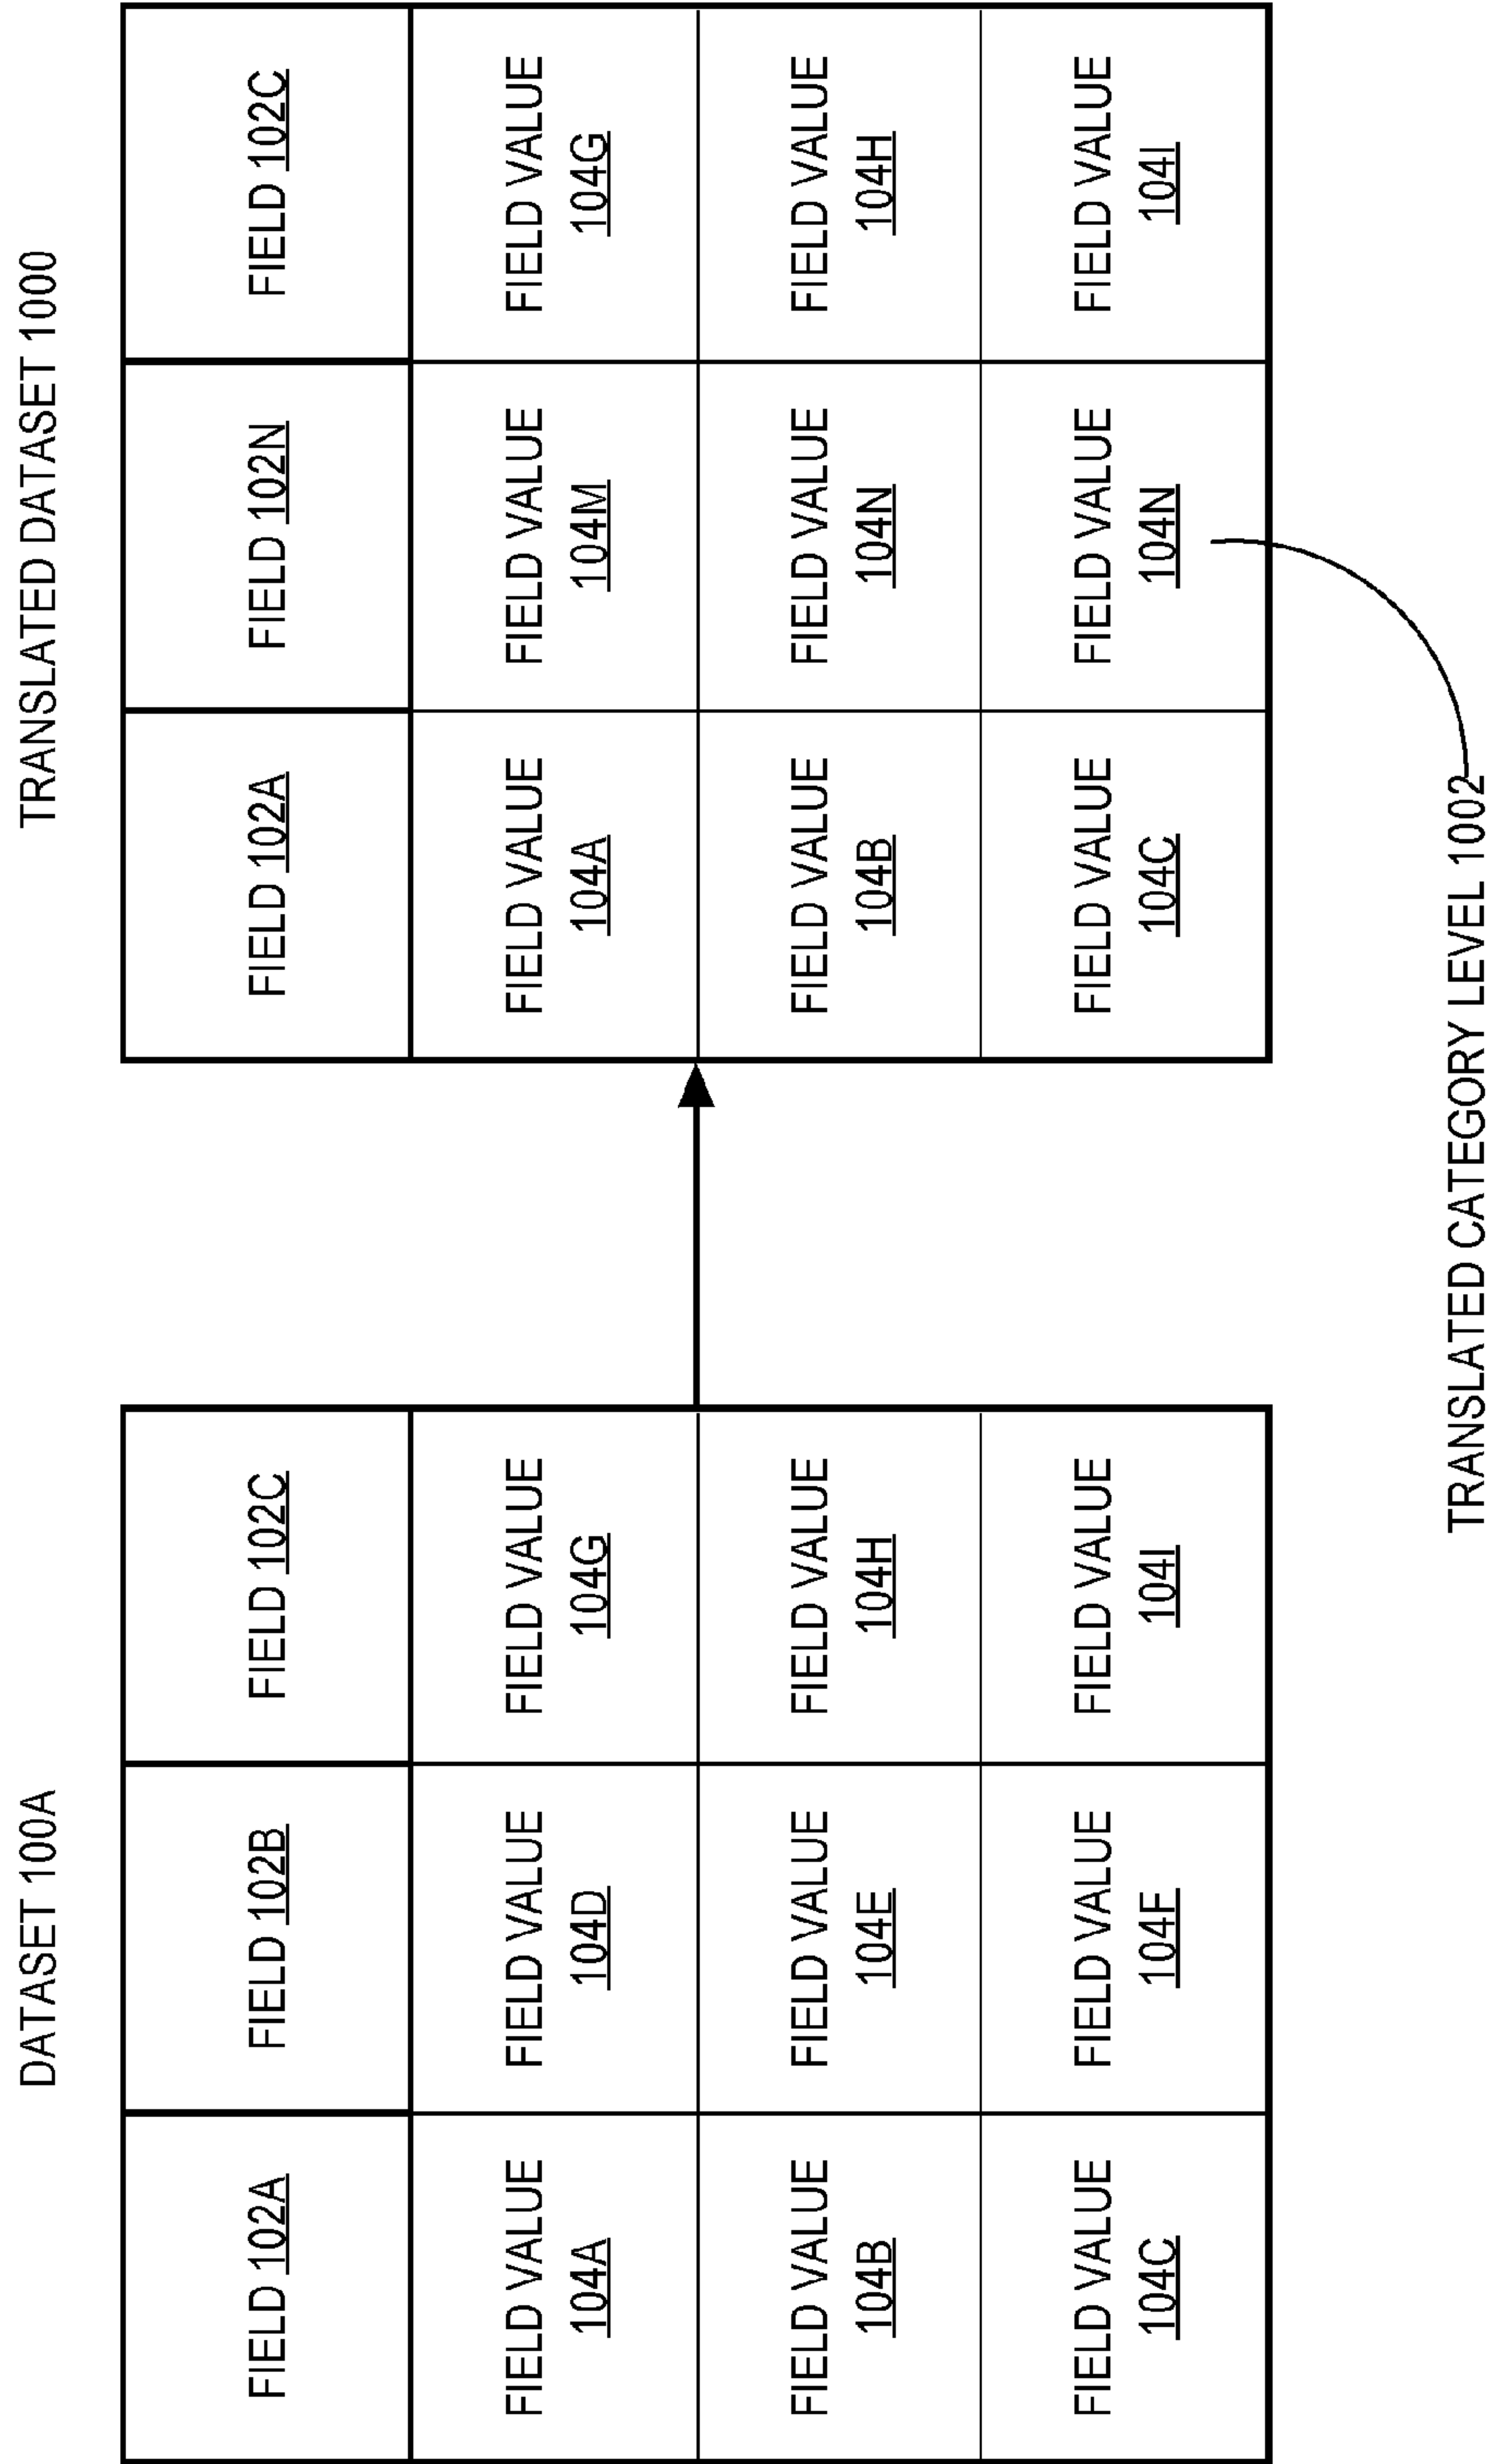 DATASET 100A
FIELD 102A
FIELD 102B
FIELD 102C
FIELD VALUE
104A
FIELD VALUE
104D
FIELD VALUE
104G
FIELD VALUE
104B
FIELD VALUE
104E
FIELD VALUE
104H
FIELD VALUE
104C
FIELD VALUE
104F
FIELD VALUE
104I
TRANSLATED DATASET 1000
FIELD 102A
FIELD 102N
FIELD 102C
FIELD VALUE
104A
FIELD VALUE
104M
FIELD VALUE
104G
FIELD VALUE
104B
FIELD VALUE
104N
FIELD VALUE
104H
FIELD VALUE
104C
FIELD VALUE
104N
FIELD VALUE
104I
TRANSLATED CATEGORY LEVEL 1002